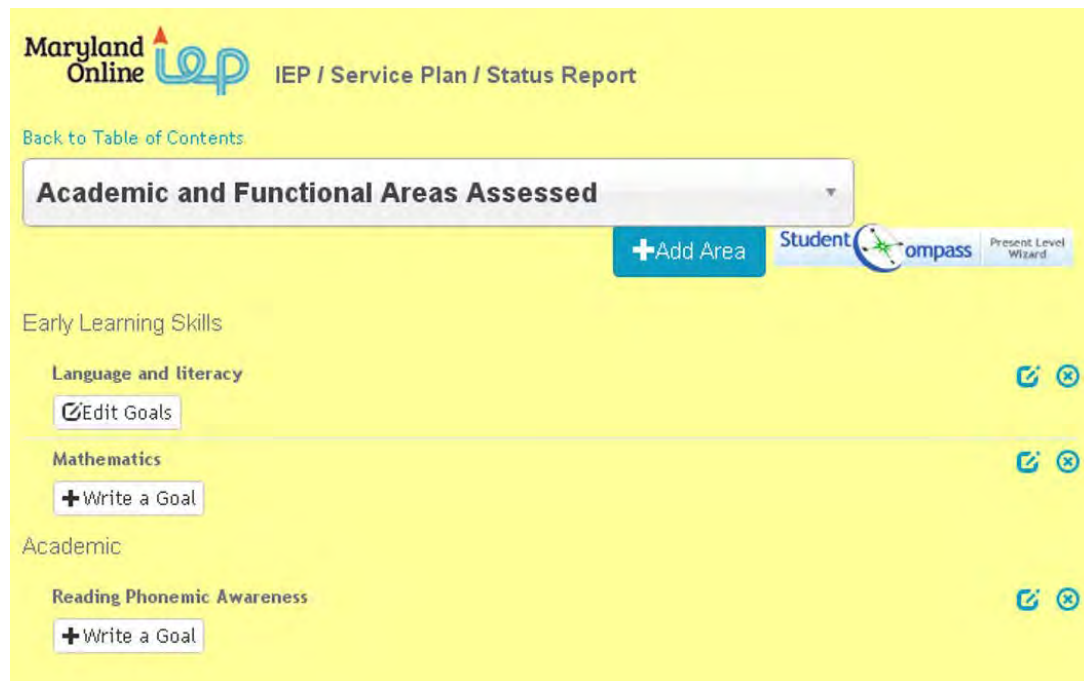 Maryland
Online iep
IEP / Service Plan / Status Report
Back to Table of Contents
Academic and Functional Areas Assessed
Add Area
Student Compass
Present Level
Wizard
Early Learning Skills
Language and literacy
Edit Goals
Mathematics
Write a Goal
Academic
Reading Phonemic Awareness
Write a Goal